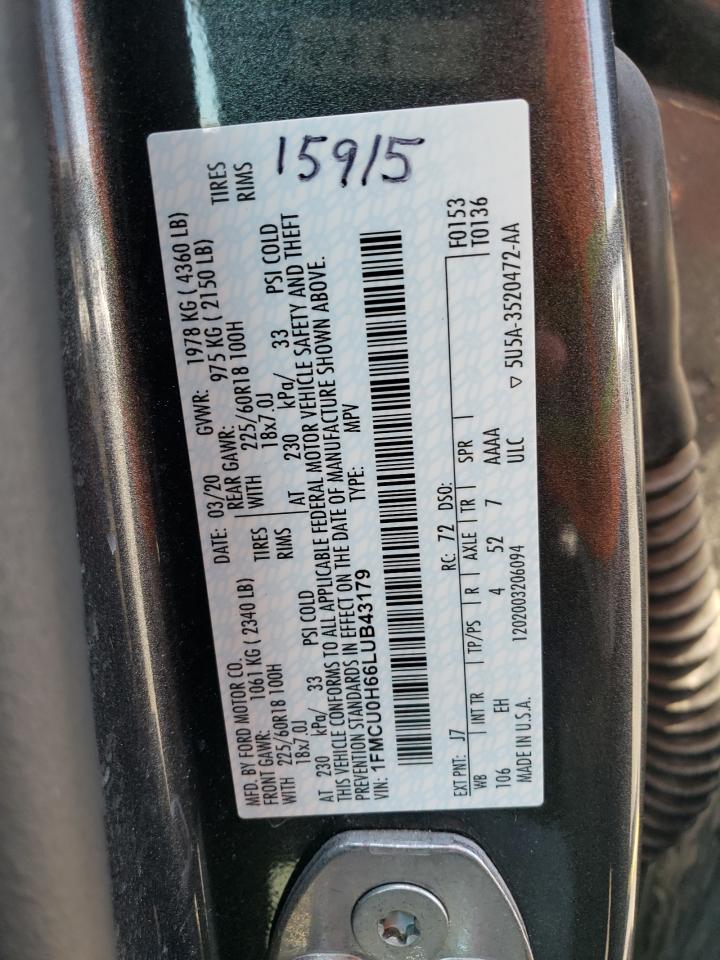 15915
MFD. BY FORD MOTOR CO.
DATE: 03/20 GVWR: 1978 KG ( 4360 LB)
FRONT GAWR: 1061 KG ( 2340 LB) REAR GAWR: 975 KG ( 2150 LB)
WITH 225/60R18 100H TIRES WITH 225/60R18 100H TIRES
18x7.0J RIMS 18x7.0J RIMS
AT 230 kPa/ 33 PSI COLD AT 230 kPa/ 33 PSI COLD
THIS VEHICLE CONFORMS TO ALL APPLICABLE FEDERAL MOTOR VEHICLE SAFETY AND THEFT
PREVENTION STANDARDS IN EFFECT ON THE DATE OF MANUFACTURE SHOWN ABOVE.
VIN: 1FMCU0H66LUB43179 TYPE: MPV
EXT PNT: J7 RC: 72 DSO: F0153
WB INT TR TP/PS R AXLE TR SPR T0136
106 EH 4 52 7 AAAA
ULC
MADE IN U.S.A. 1202003206094 ▽ 5U5A-3520472-AA